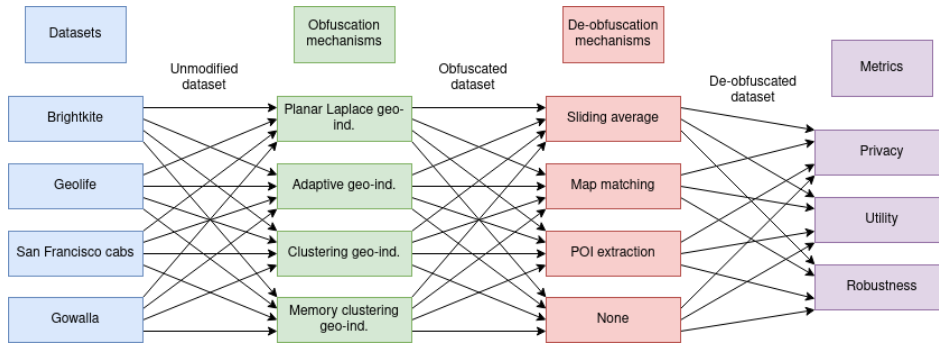 Datasets
Obfuscation
mechanisms
De-obfuscation
mechanisms
Metrics
Unmodified
dataset
Obfuscated
dataset
De-obfuscated
dataset
Brightkite
Planar Laplace geo-
ind.
Sliding average
Privacy
Geolife
Adaptive geo-ind.
Map matching
Utility
San Francisco cabs
Clustering geo-ind.
POI extraction
Robustness
Gowalla
Memory clustering
geo-ind.
None